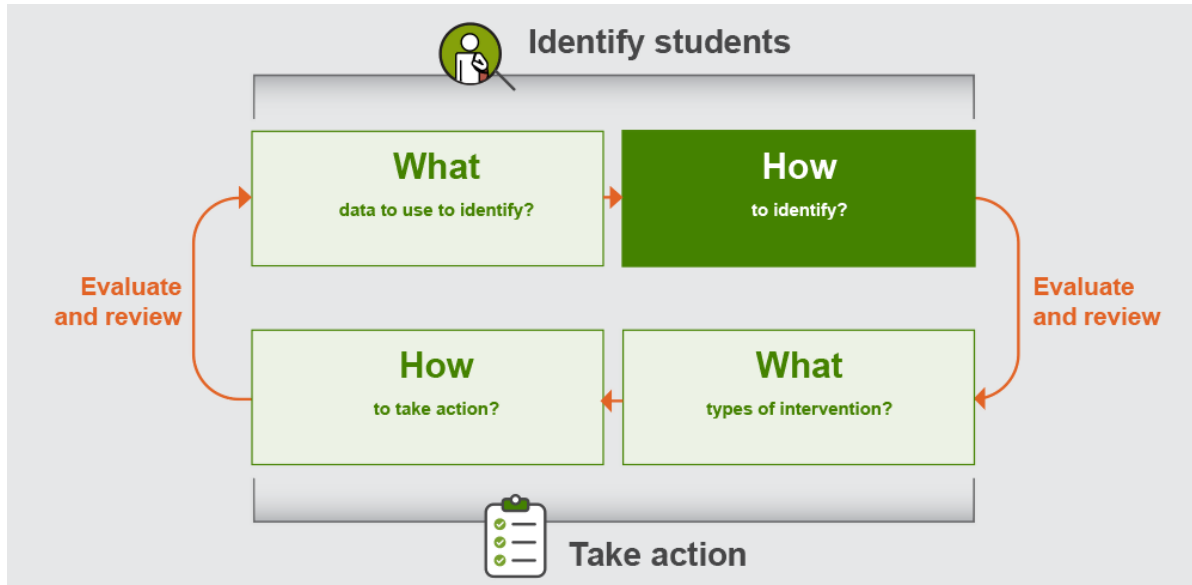 Identify students
What
data to use to identify?
How
to identify?
Evaluate
and review
Evaluate
and review
How
to take action?
What
types of intervention?
Take action